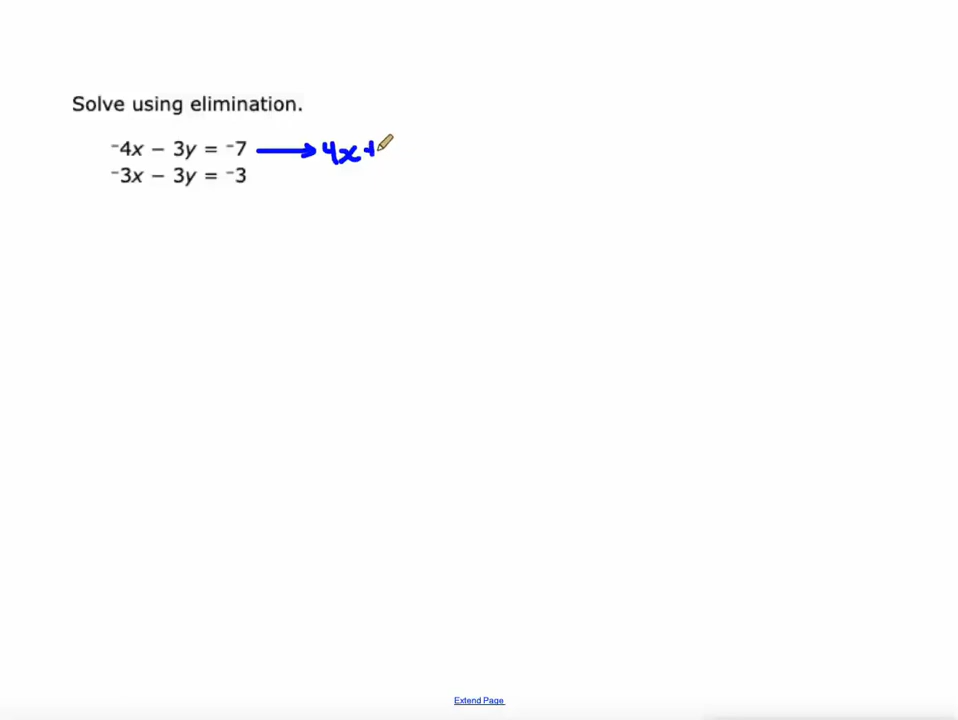 Solve using elimination.
⁻4x − 3y = ⁻7 → 4x +
⁻3x − 3y = ⁻3
Extend Page